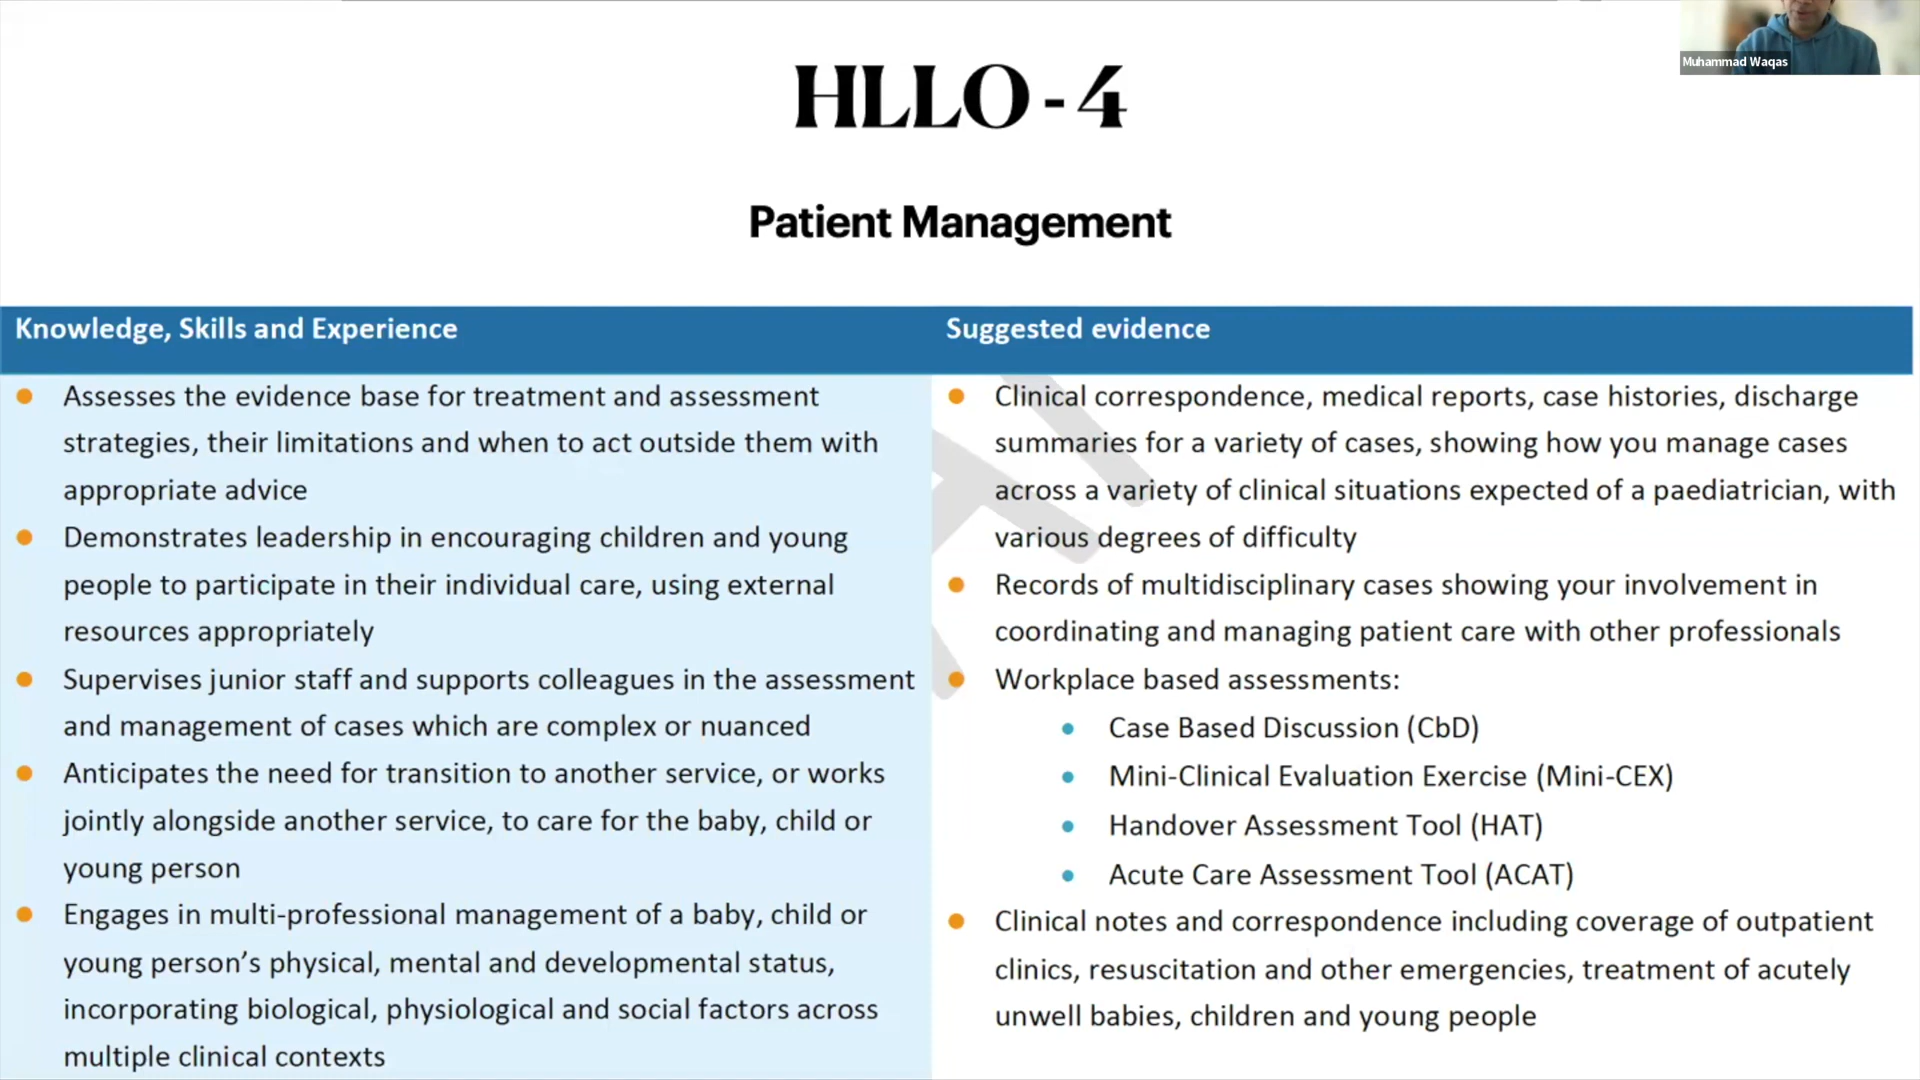 Muhammad Waqas
HLLO - 4
Patient Management
Knowledge, Skills and Experience
Assesses the evidence base for treatment and assessment
strategies, their limitations and when to act outside them with
appropriate advice
Demonstrates leadership in encouraging children and young
people to participate in their individual care, using external
resources appropriately
Supervises junior staff and supports colleagues in the assessment
and management of cases which are complex or nuanced
Anticipates the need for transition to another service, or works
jointly alongside another service, to care for the baby, child or
young person
Engages in multi-professional management of a baby, child or
young person’s physical, mental and developmental status,
incorporating biological, physiological and social factors across
multiple clinical contexts
Suggested evidence
Clinical correspondence, medical reports, case histories, discharge
summaries for a variety of cases, showing how you manage cases
across a variety of clinical situations expected of a paediatrician, with
various degrees of difficulty
Records of multidisciplinary cases showing your involvement in
coordinating and managing patient care with other professionals
Workplace based assessments:
Case Based Discussion (CbD)
Mini-Clinical Evaluation Exercise (Mini-CEX)
Handover Assessment Tool (HAT)
Acute Care Assessment Tool (ACAT)
Clinical notes and correspondence including coverage of outpatient
clinics, resuscitation and other emergencies, treatment of acutely
unwell babies, children and young people